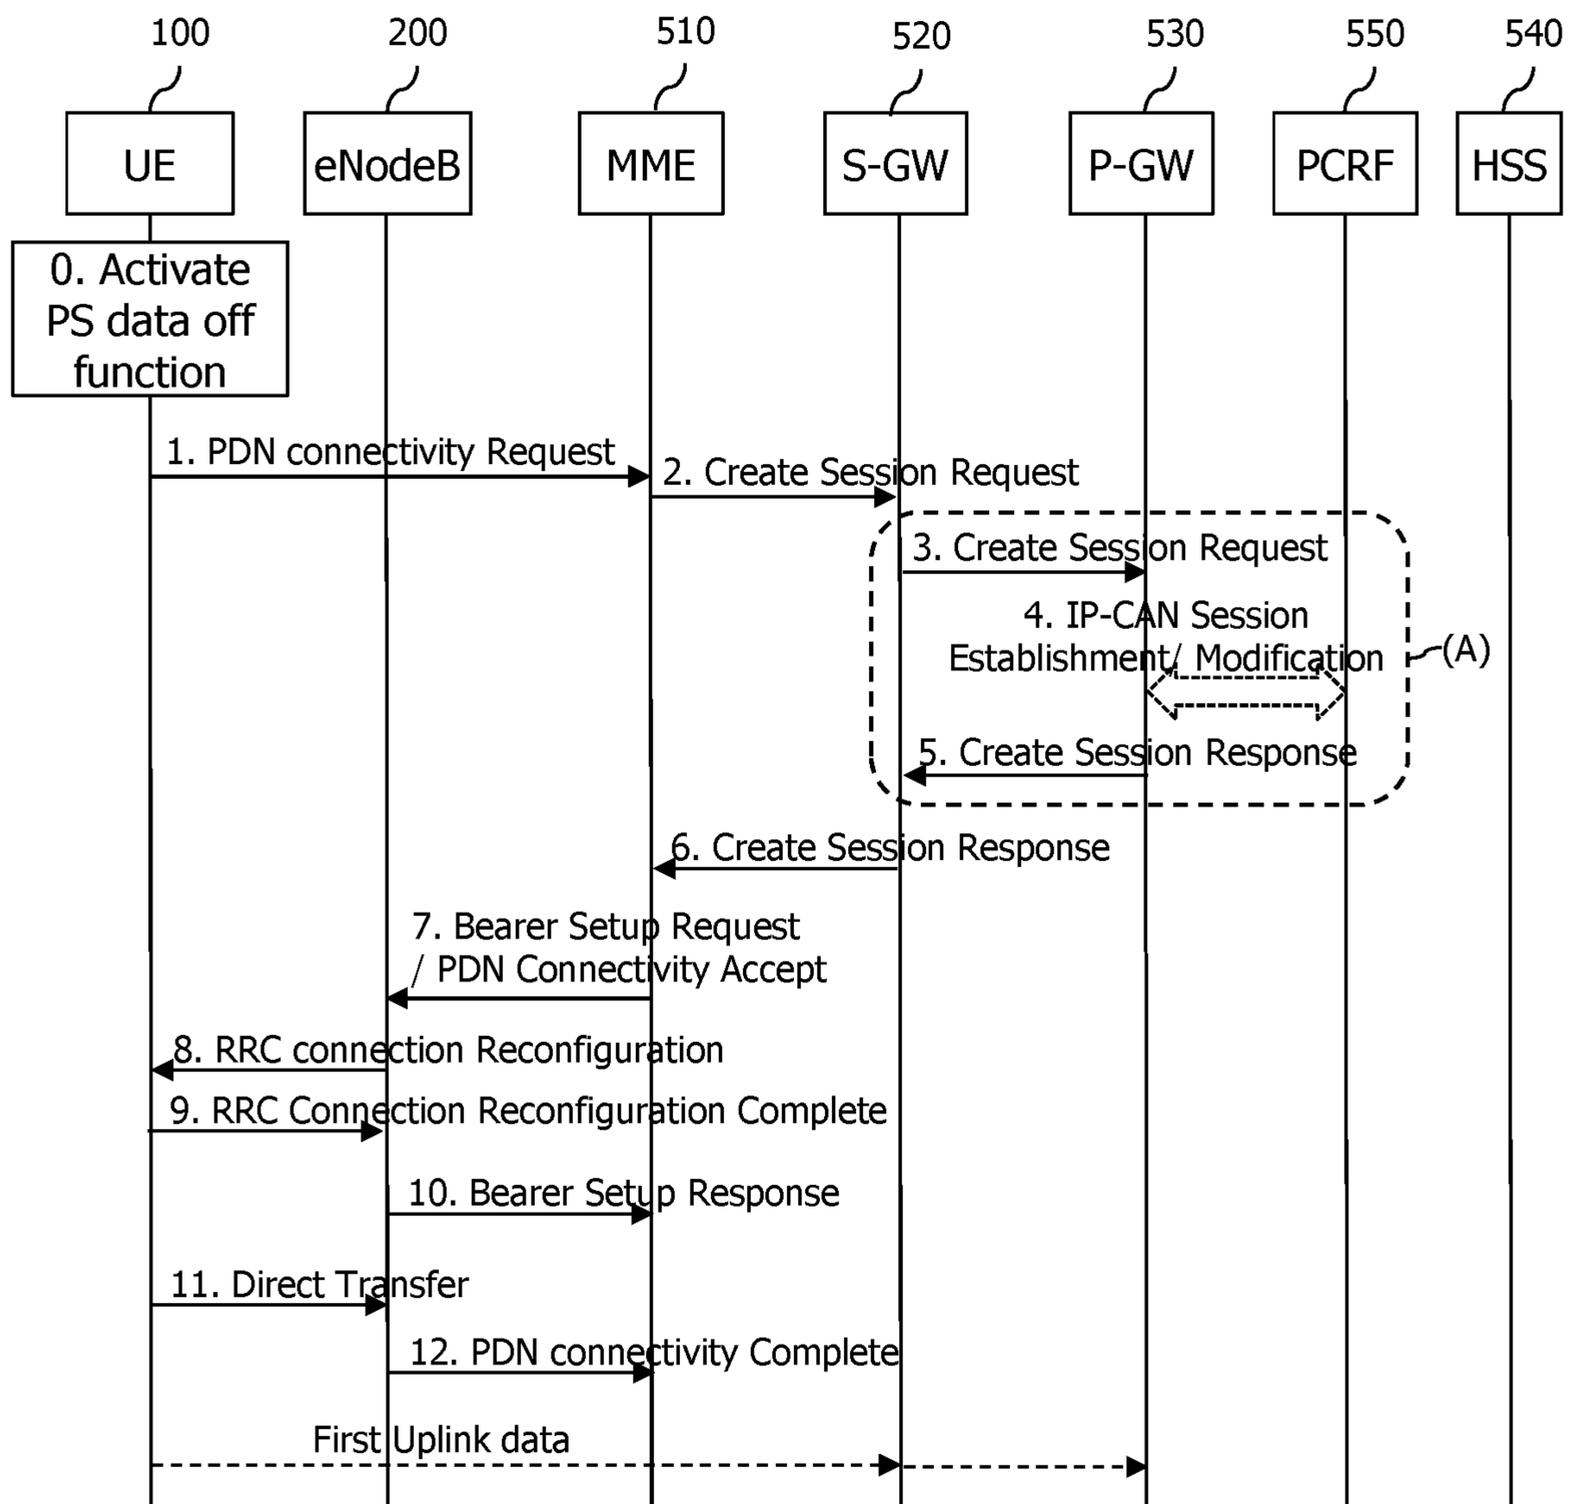 100 200 510 520 530 550 540
UE eNodeB MME S-GW P-GW PCRF HSS
0. Activate
PS data off
function
1. PDN connectivity Request
2. Create Session Request
3. Create Session Request
4. IP-CAN Session
Establishment/ Modification
(A)
5. Create Session Response
6. Create Session Response
7. Bearer Setup Request
/ PDN Connectivity Accept
8. RRC connection Reconfiguration
9. RRC Connection Reconfiguration Complete
10. Bearer Setup Response
11. Direct Transfer
12. PDN connectivity Complete
First Uplink data